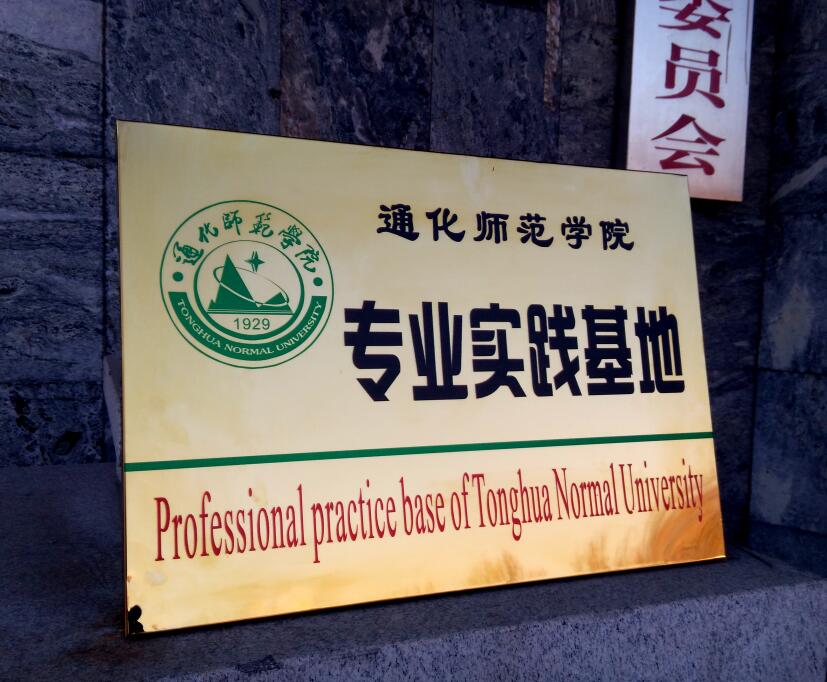 委员会
通化師範學院
1929
TONGHUA NORMAL UNIVERSITY
通化师范学院
专业实践基地
Professional practice base of Tonghua Normal University